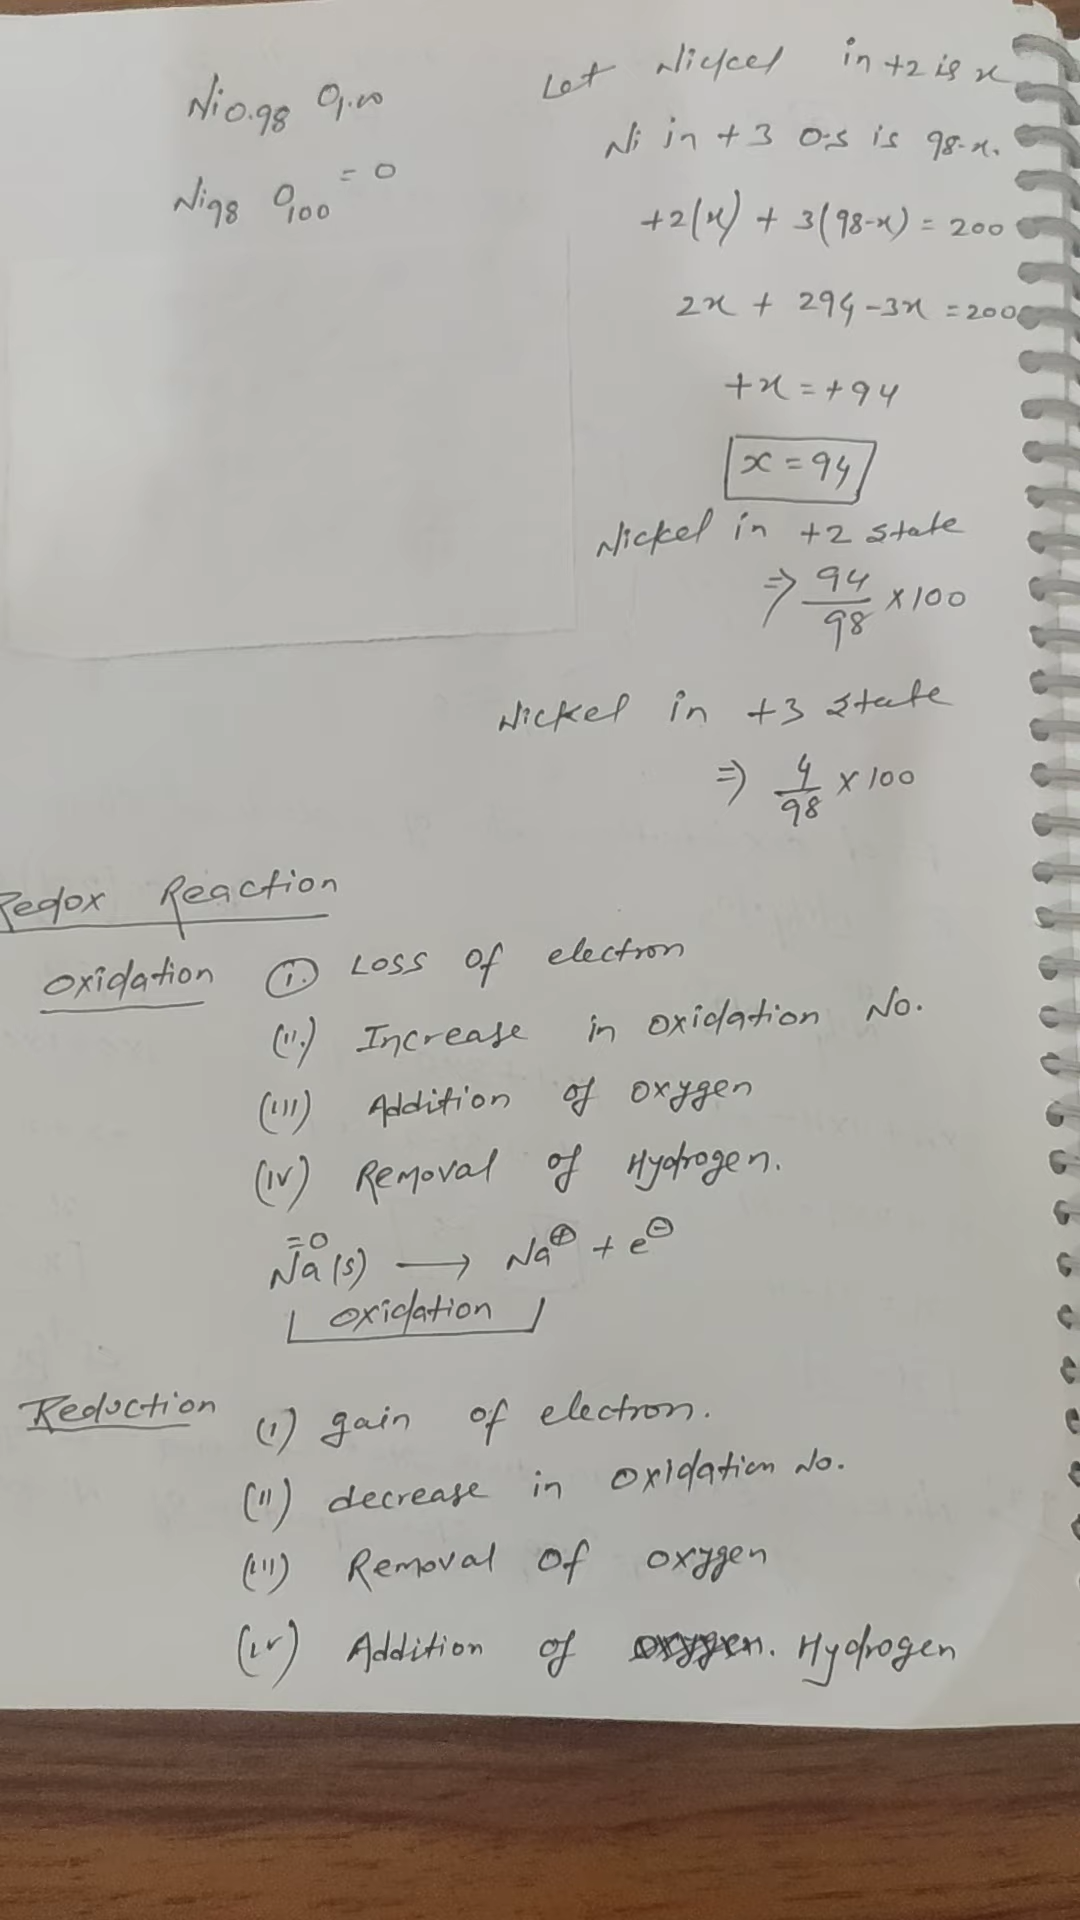 Ni0.98 O1.00
Ni98 O100 = 0
Let Nickel in +2 is x
Ni in +3 O.S is 98-x.
+2(x) + 3(98-x) = 200
2x + 294 - 3x = 200
+x = +94
x = 94
Nickel in +2 state
⇒ 94/98 × 100
Nickel in +3 state
⇒ 4/98 × 100
Redox Reaction
Oxidation (i.) Loss of electron
(ii.) Increase in oxidation No.
(iii) Addition of oxygen
(iv) Removal of Hydrogen.
=0
Na(s) → Na⊕ + e⊖
oxidation
Reduction (i) gain of electron.
(ii) decrease in oxidation No.
(iii) Removal of oxygen
(iv) Addition of oxygen. Hydrogen